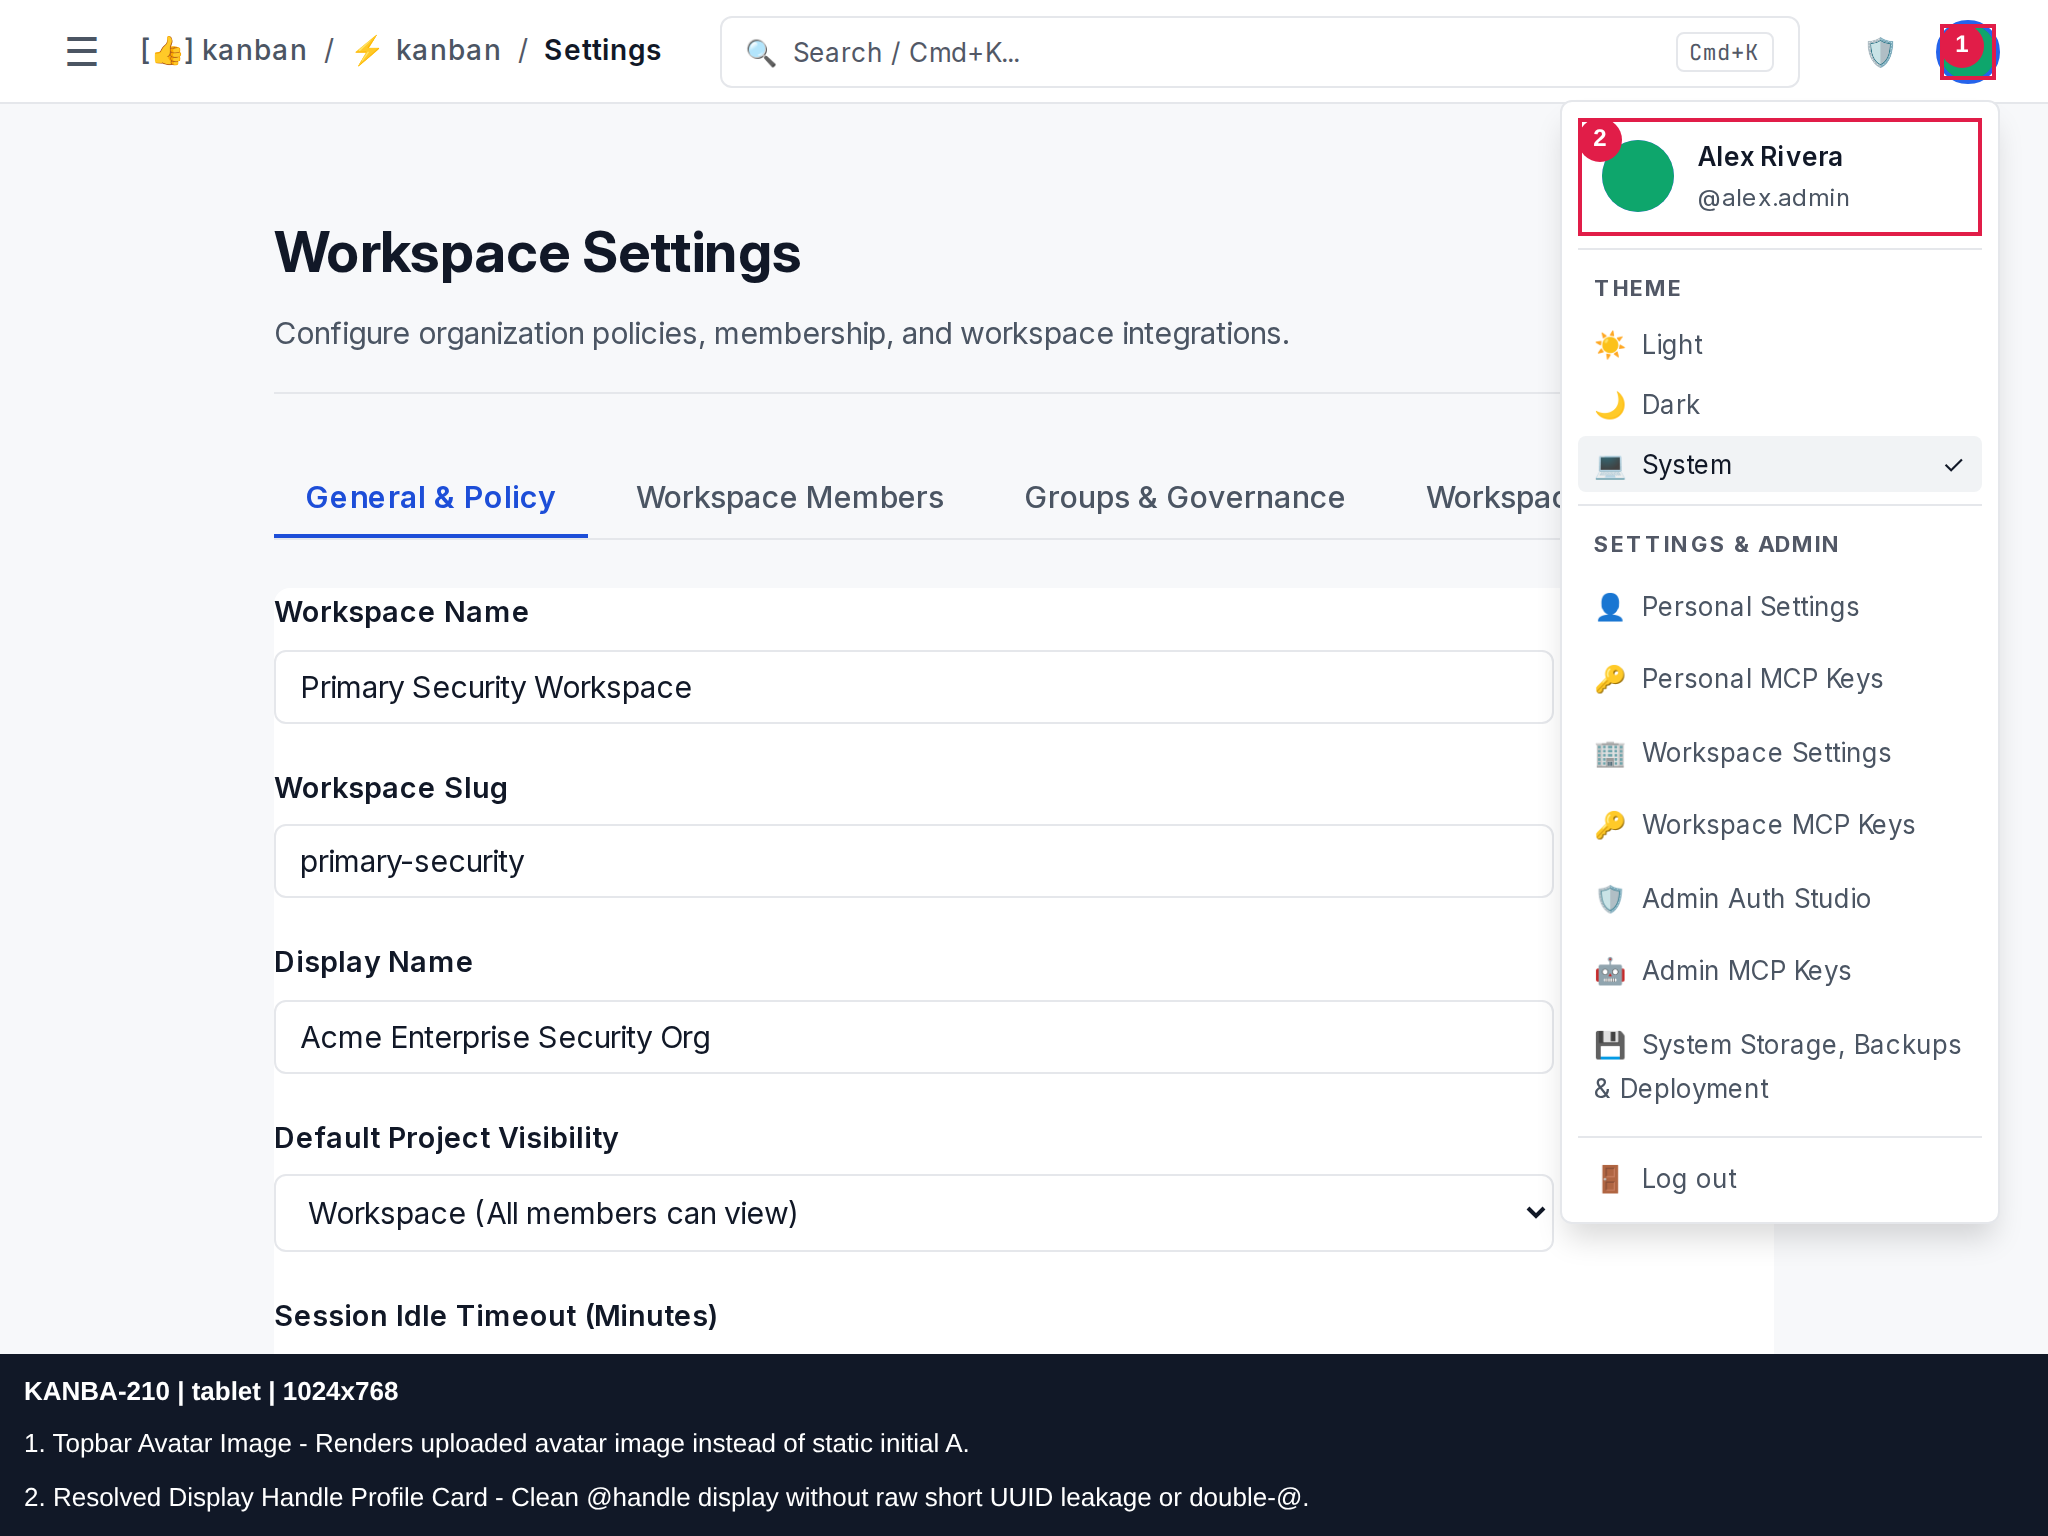 ☰ [👍] kanban / ⚡ kanban / Settings
🔍 Search / Cmd+K... Cmd+K
🛡️ 1
2
Alex Rivera
@alex.admin
Workspace Settings
Configure organization policies, membership, and workspace integrations.
THEME
☀️ Light
🌙 Dark
💻 System ✓
General & Policy Workspace Members Groups & Governance Workspac
SETTINGS & ADMIN
👤 Personal Settings
🔑 Personal MCP Keys
🏢 Workspace Settings
🔑 Workspace MCP Keys
🛡️ Admin Auth Studio
🤖 Admin MCP Keys
💾 System Storage, Backups
& Deployment
🚪 Log out
Workspace Name
Primary Security Workspace
Workspace Slug
primary-security
Display Name
Acme Enterprise Security Org
Default Project Visibility
Workspace (All members can view)
Session Idle Timeout (Minutes)
KANBA-210 | tablet | 1024x768
1. Topbar Avatar Image - Renders uploaded avatar image instead of static initial A.
2. Resolved Display Handle Profile Card - Clean @handle display without raw short UUID leakage or double-@.